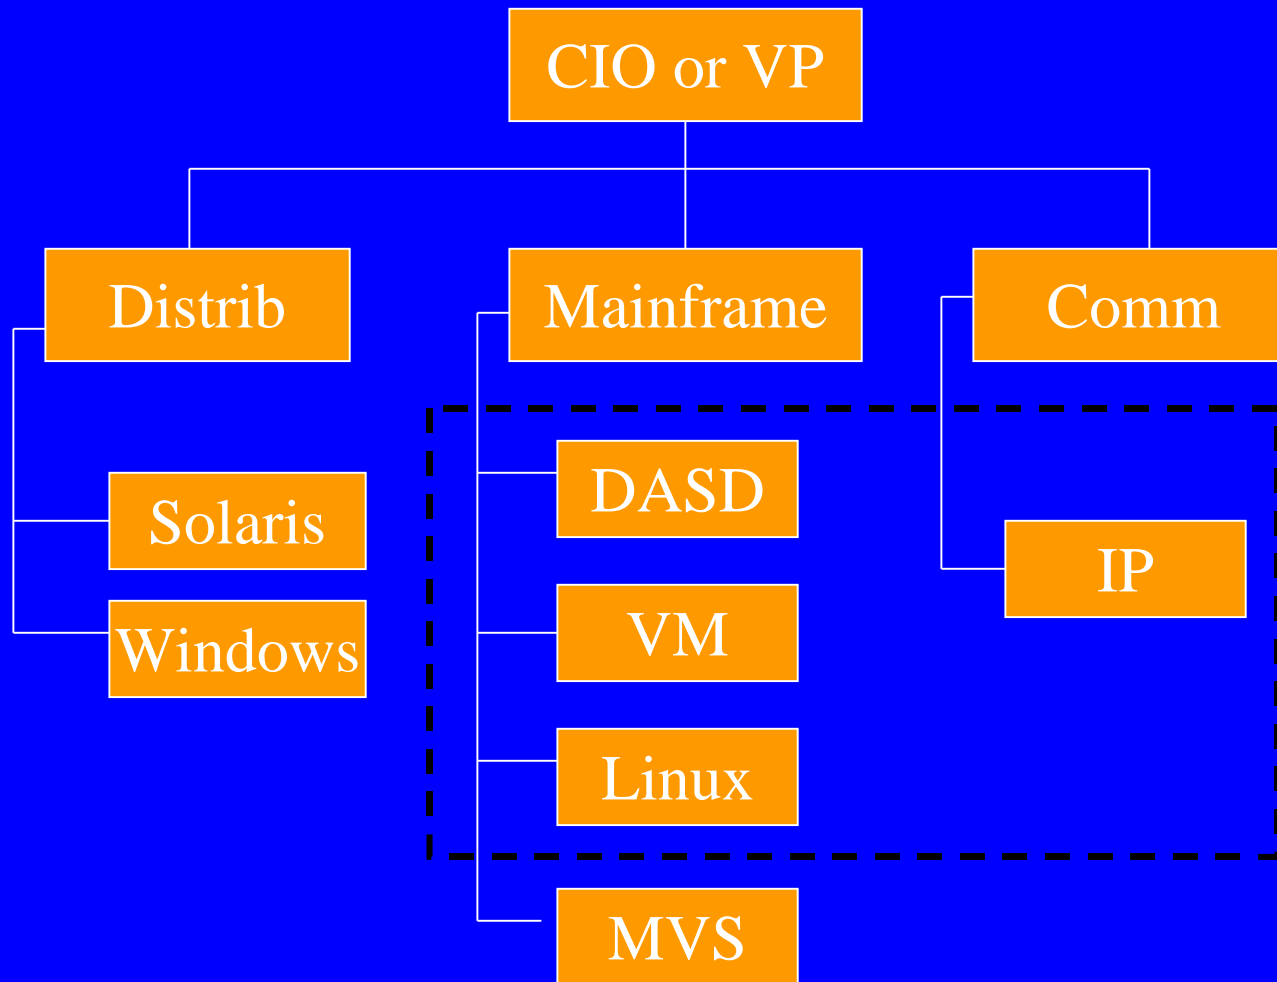 CIO or VP
Distrib
Mainframe
Comm
Solaris
Windows
DASD
VM
Linux
MVS
IP